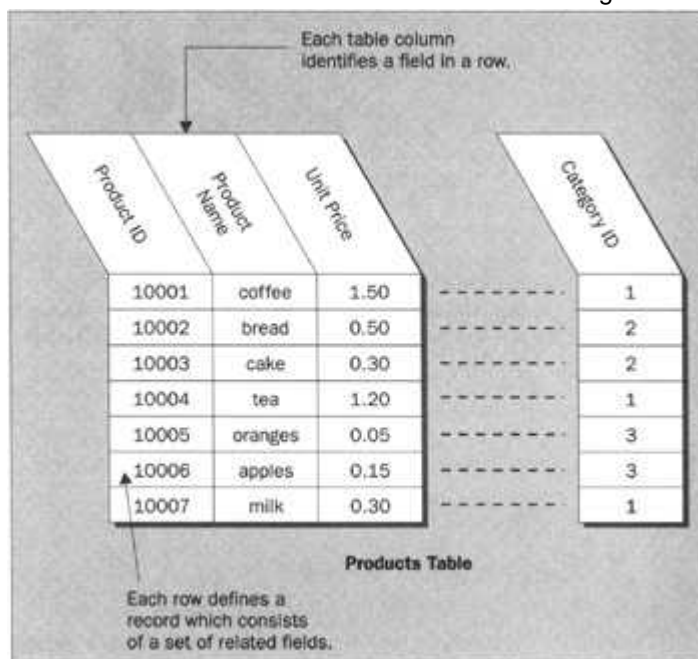 Each table column
identifies a field in a row.
Product ID
Product
Name
Unit Price
Category ID
10001 coffee 1.50 1
10002 bread 0.50 2
10003 cake 0.30 2
10004 tea 1.20 1
10005 oranges 0.05 3
10006 apples 0.15 3
10007 milk 0.30 1
Products Table
Each row defines a
record which consists
of a set of related fields.